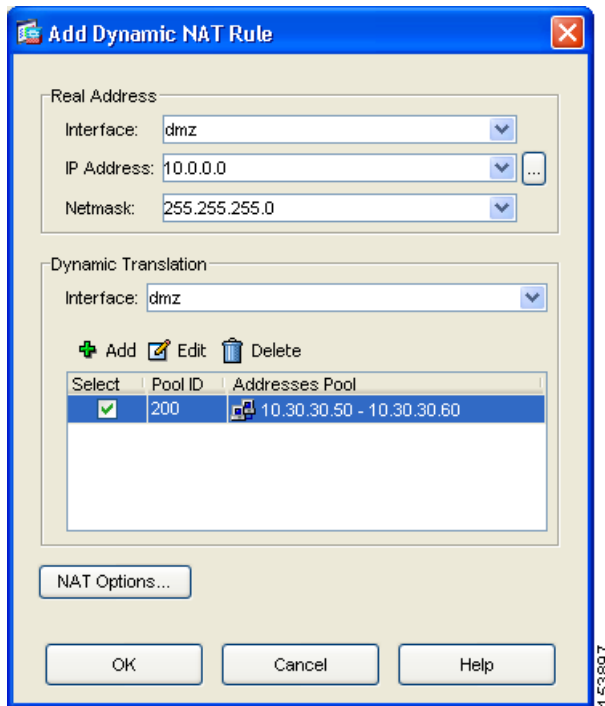 Add Dynamic NAT Rule
Real Address
Interface: dmz
IP Address: 10.0.0.0 ...
Netmask: 255.255.255.0
Dynamic Translation
Interface: dmz
Add Edit Delete
Select Pool ID Addresses Pool
200 10.30.30.50 - 10.30.30.60
NAT Options...
OK Cancel Help
153897